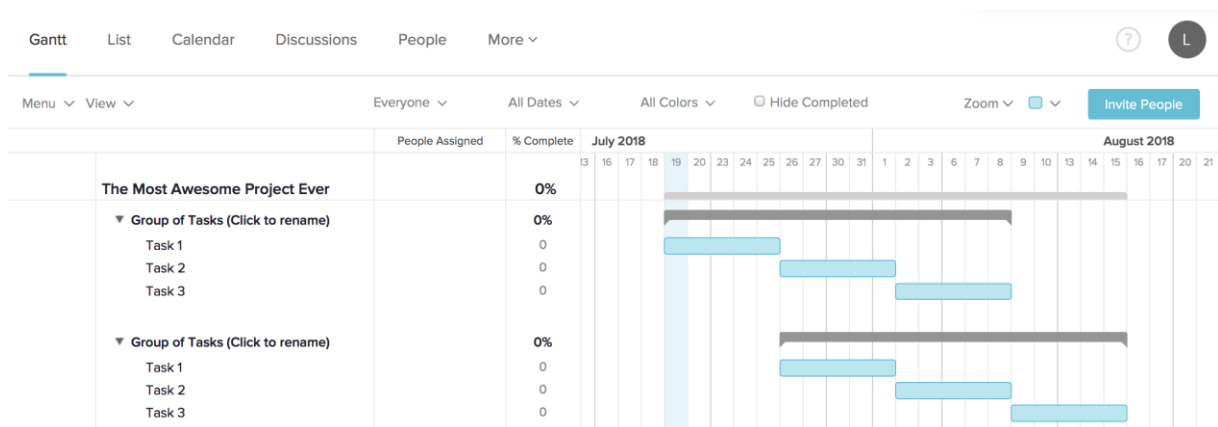 Gantt List Calendar Discussions People More ? L
Menu View Everyone All Dates All Colors Hide Completed Zoom Invite People
People Assigned % Complete July 2018 August 2018
13 16 17 18 19 20 23 24 25 26 27 30 31 1 2 3 6 7 8 9 10 13 14 15 16 17 20 21
The Most Awesome Project Ever 0%
Group of Tasks (Click to rename) 0%
Task 1 0
Task 2 0
Task 3 0
Group of Tasks (Click to rename) 0%
Task 1 0
Task 2 0
Task 3 0